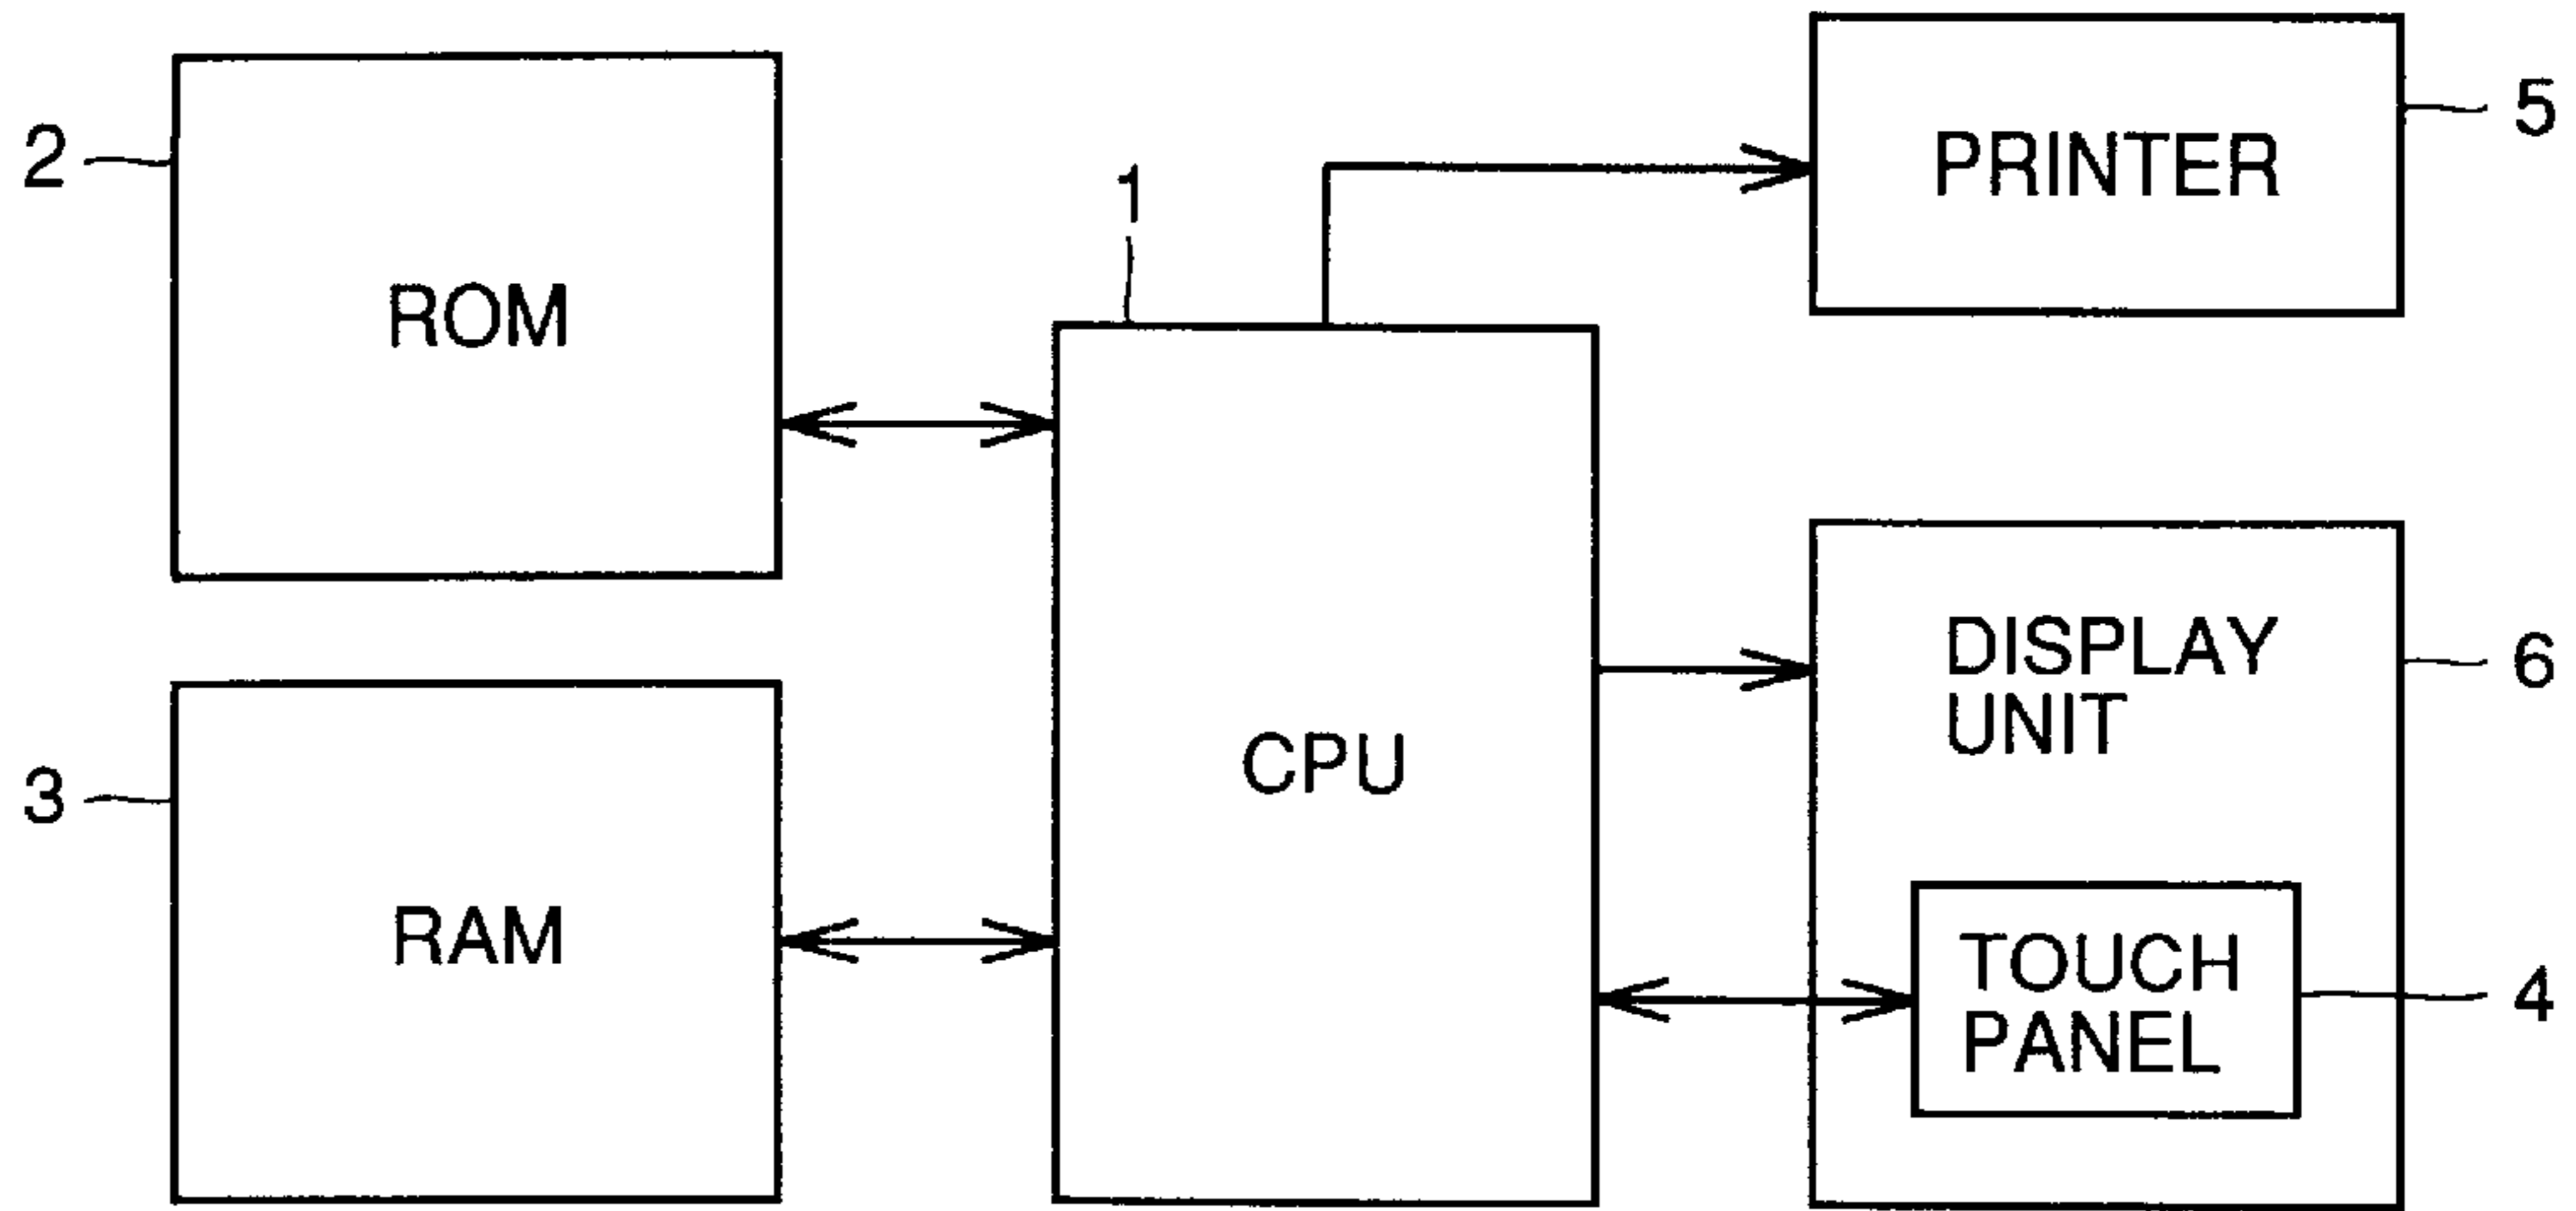 2
ROM
1
PRINTER
5
3
RAM
CPU
DISPLAY
UNIT
6
TOUCH
PANEL
4